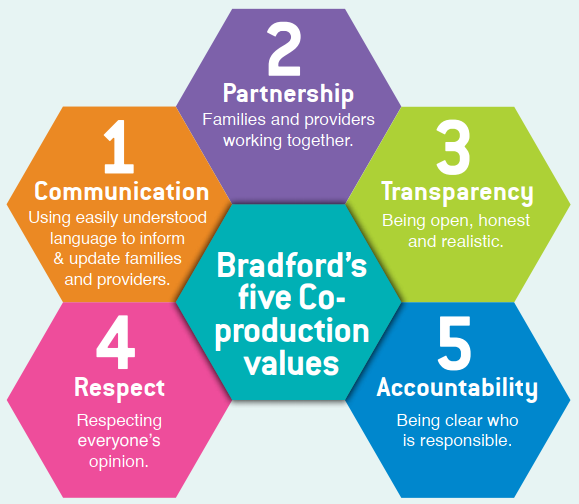 1
Communication
Using easily understood
language to inform
& update families
and providers.
2
Partnership
Families and providers
working together.
3
Transparency
Being open, honest
and realistic.
Bradford's
five Co-
production
values
4
Respect
Respecting
everyone's
opinion.
5
Accountability
Being clear who
is responsible.